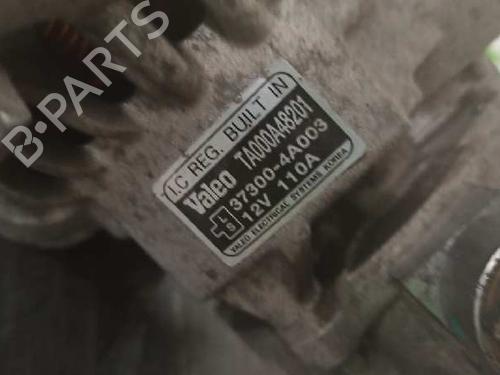 B-PARTS
I.C REG. BUILT IN
Valeo TA000A48201
37300-4A003
L S 12V 110A
VALEO ELECTRICAL SYSTEMS KOREA